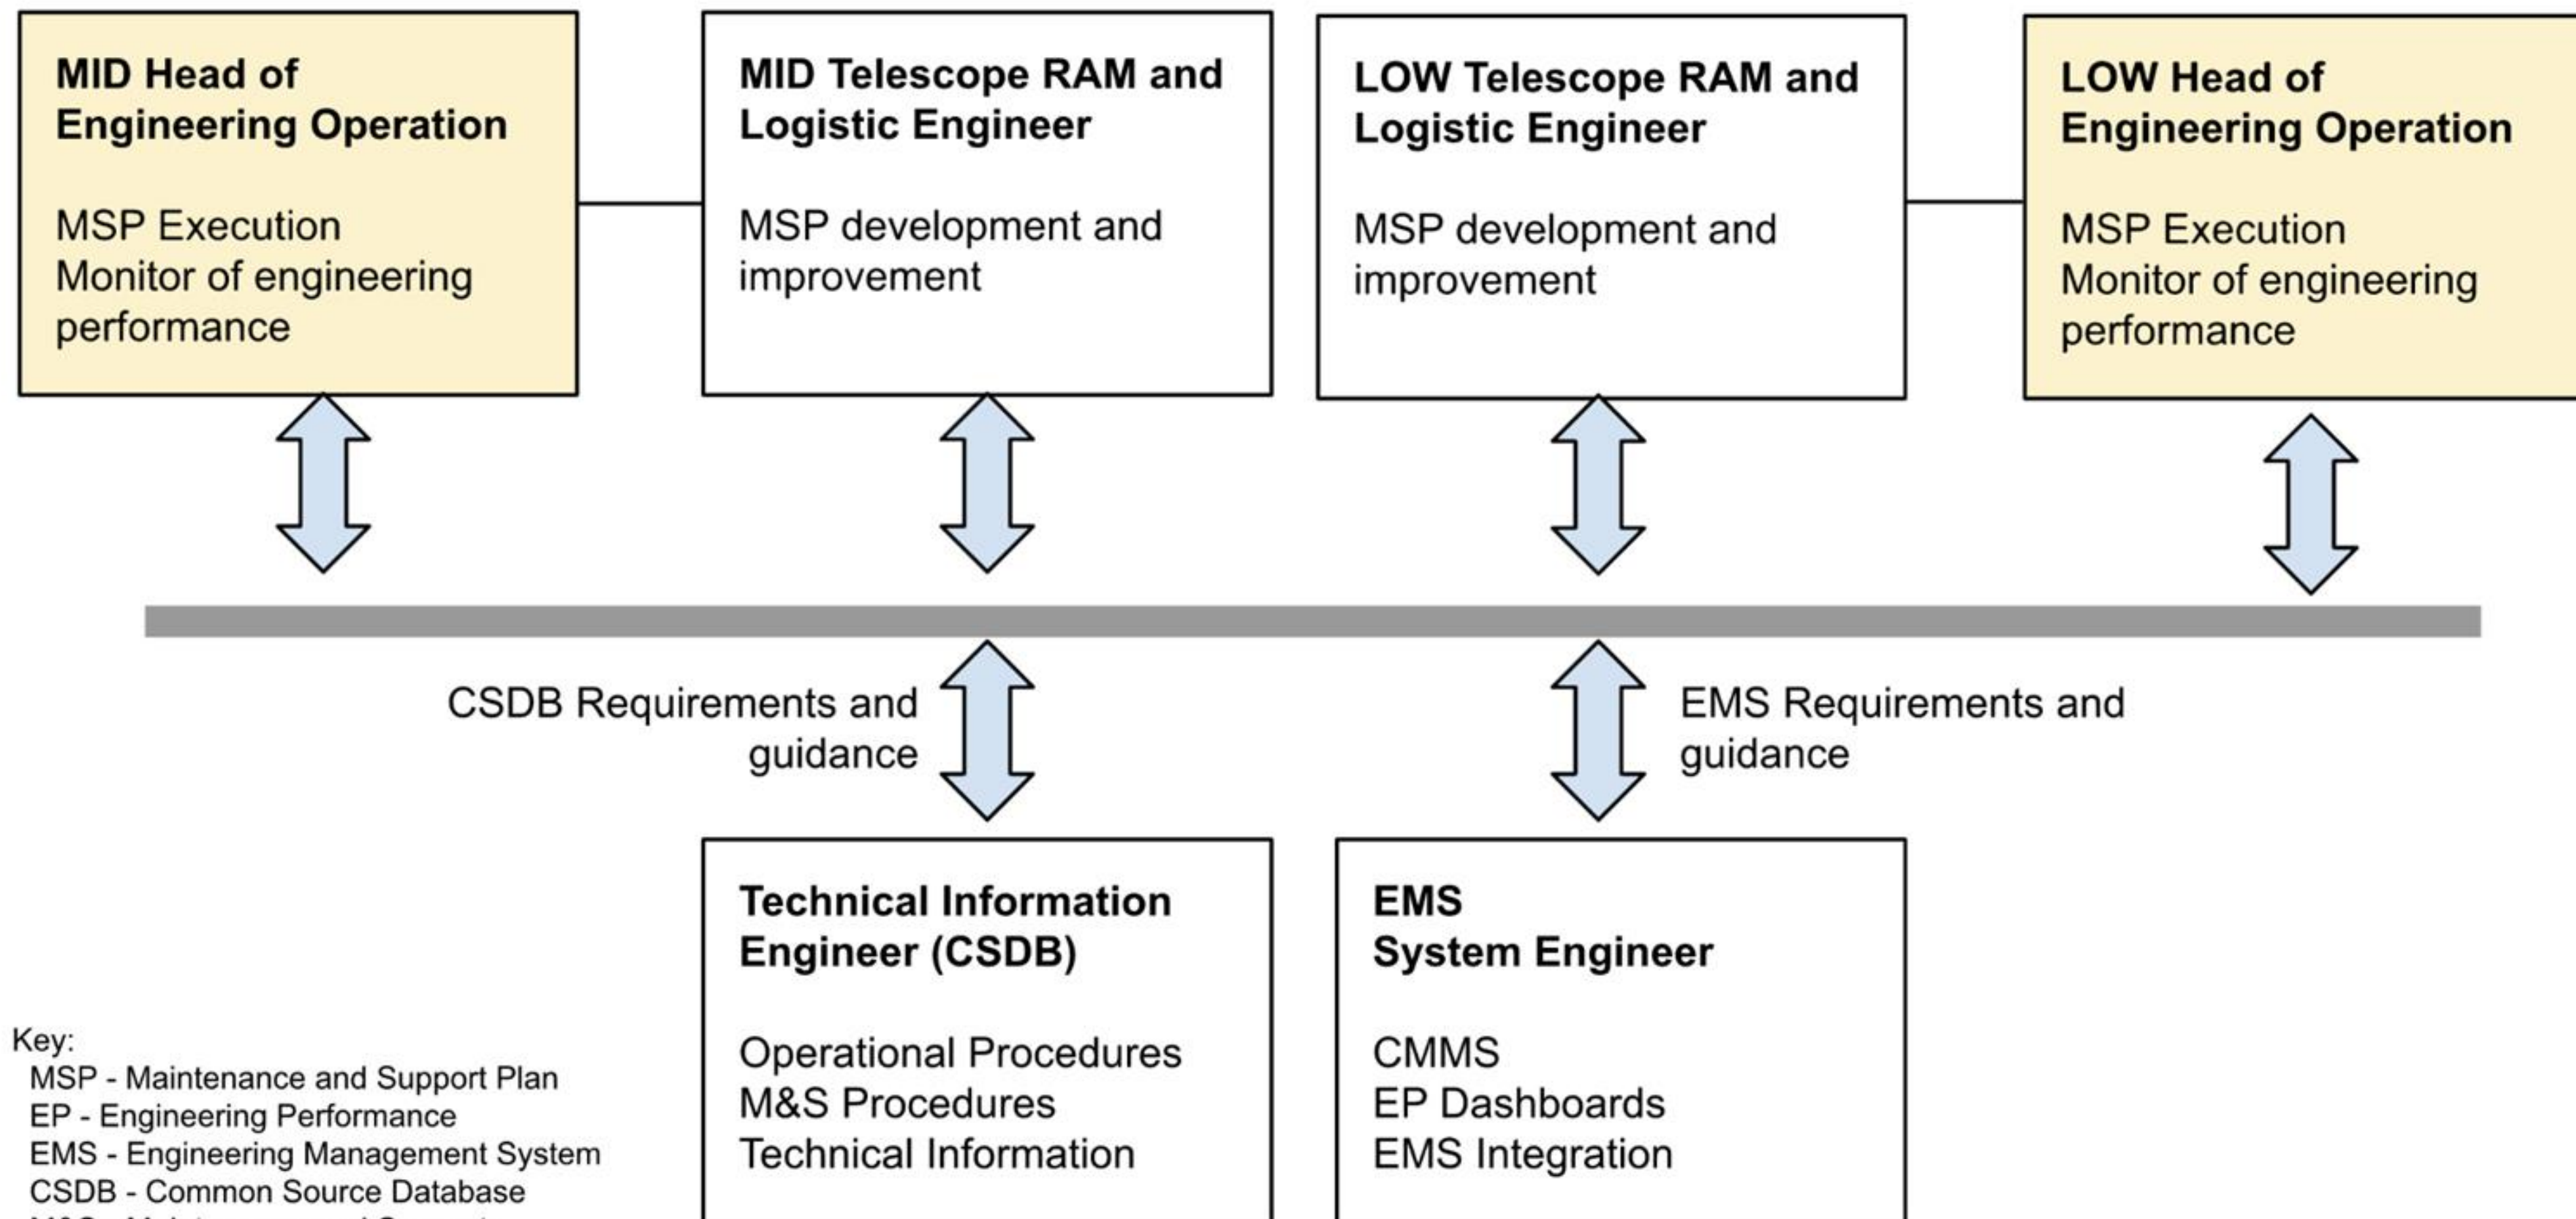 MID Head of
Engineering Operation
MSP Execution
Monitor of engineering
performance
MID Telescope RAM and
Logistic Engineer
MSP development and
improvement
LOW Telescope RAM and
Logistic Engineer
MSP development and
improvement
LOW Head of
Engineering Operation
MSP Execution
Monitor of engineering
performance
CSDB Requirements and
guidance
EMS Requirements and
guidance
Technical Information
Engineer (CSDB)
Operational Procedures
M&S Procedures
Technical Information
EMS
System Engineer
CMMS
EP Dashboards
EMS Integration
Key:
MSP - Maintenance and Support Plan
EP - Engineering Performance
EMS - Engineering Management System
CSDB - Common Source Database